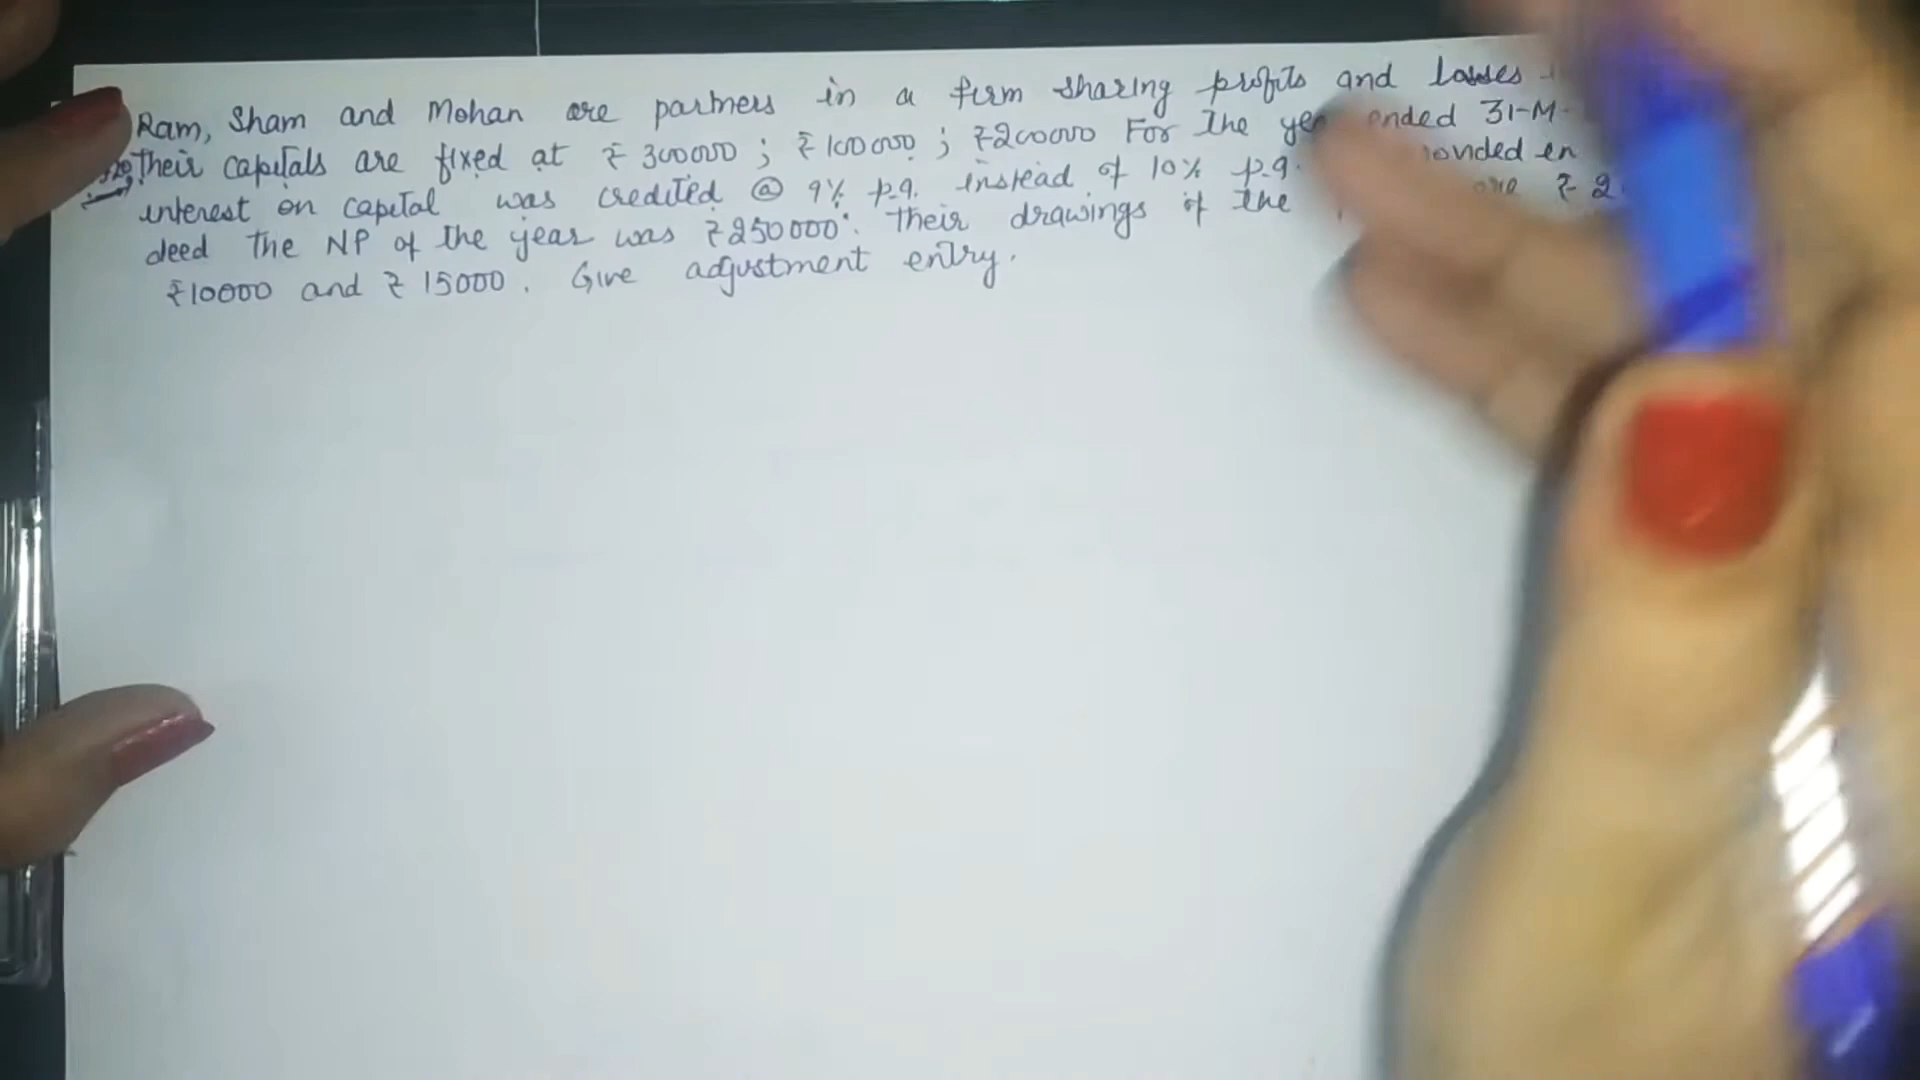 Ram, Sham and Mohan are partners in a firm sharing profits and losses
Their capitals are fixed at ₹ 300000 ; ₹ 100000 ; ₹200000 For the ended 31-M-
interest on capital was credited @ 9% p.a. instead of 10% p.a.
deed The NP of the year was ₹250000. Their drawings of the ₹ 2
₹10000 and ₹ 15000. Give adjustment entry.